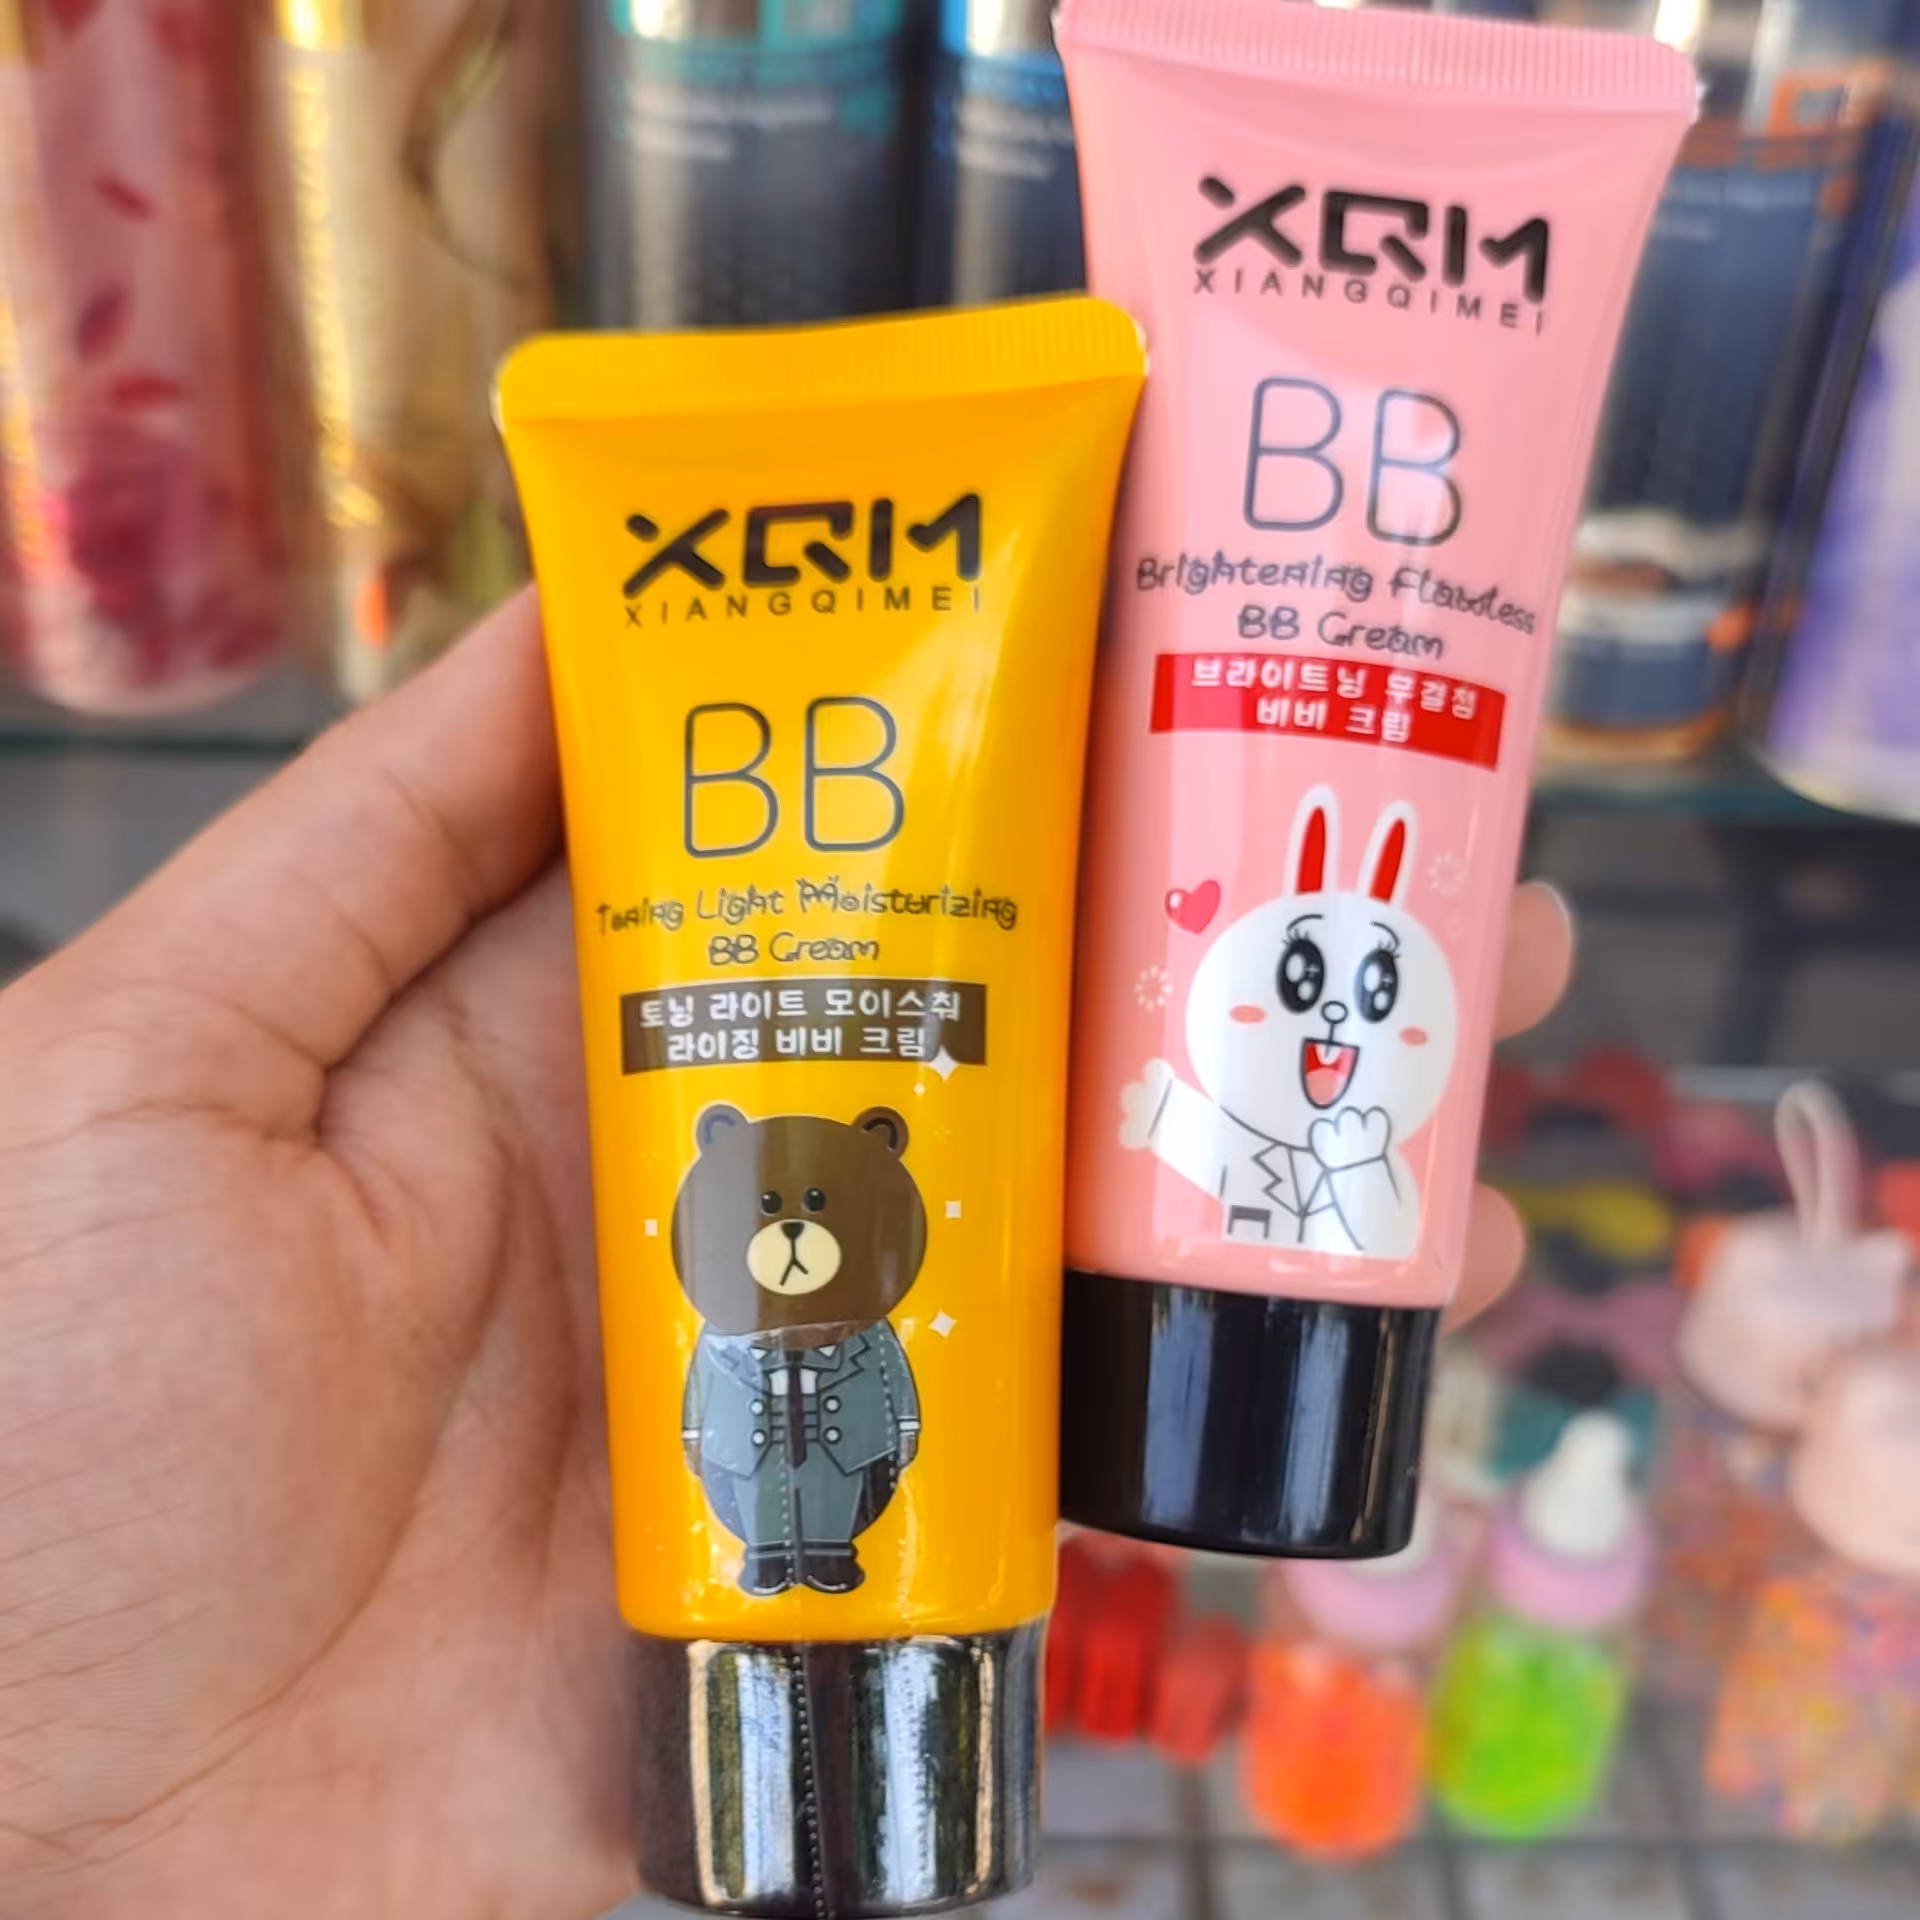 XQM
XIANGQIMEI
BB
Toning Light Moisturizing
BB Cream
토닝 라이트 모이스춰
라이징 비비 크림
XQM
XIANGQIMEI
BB
Brightening Flawless
BB Cream
브라이트닝 무결점
비비 크림